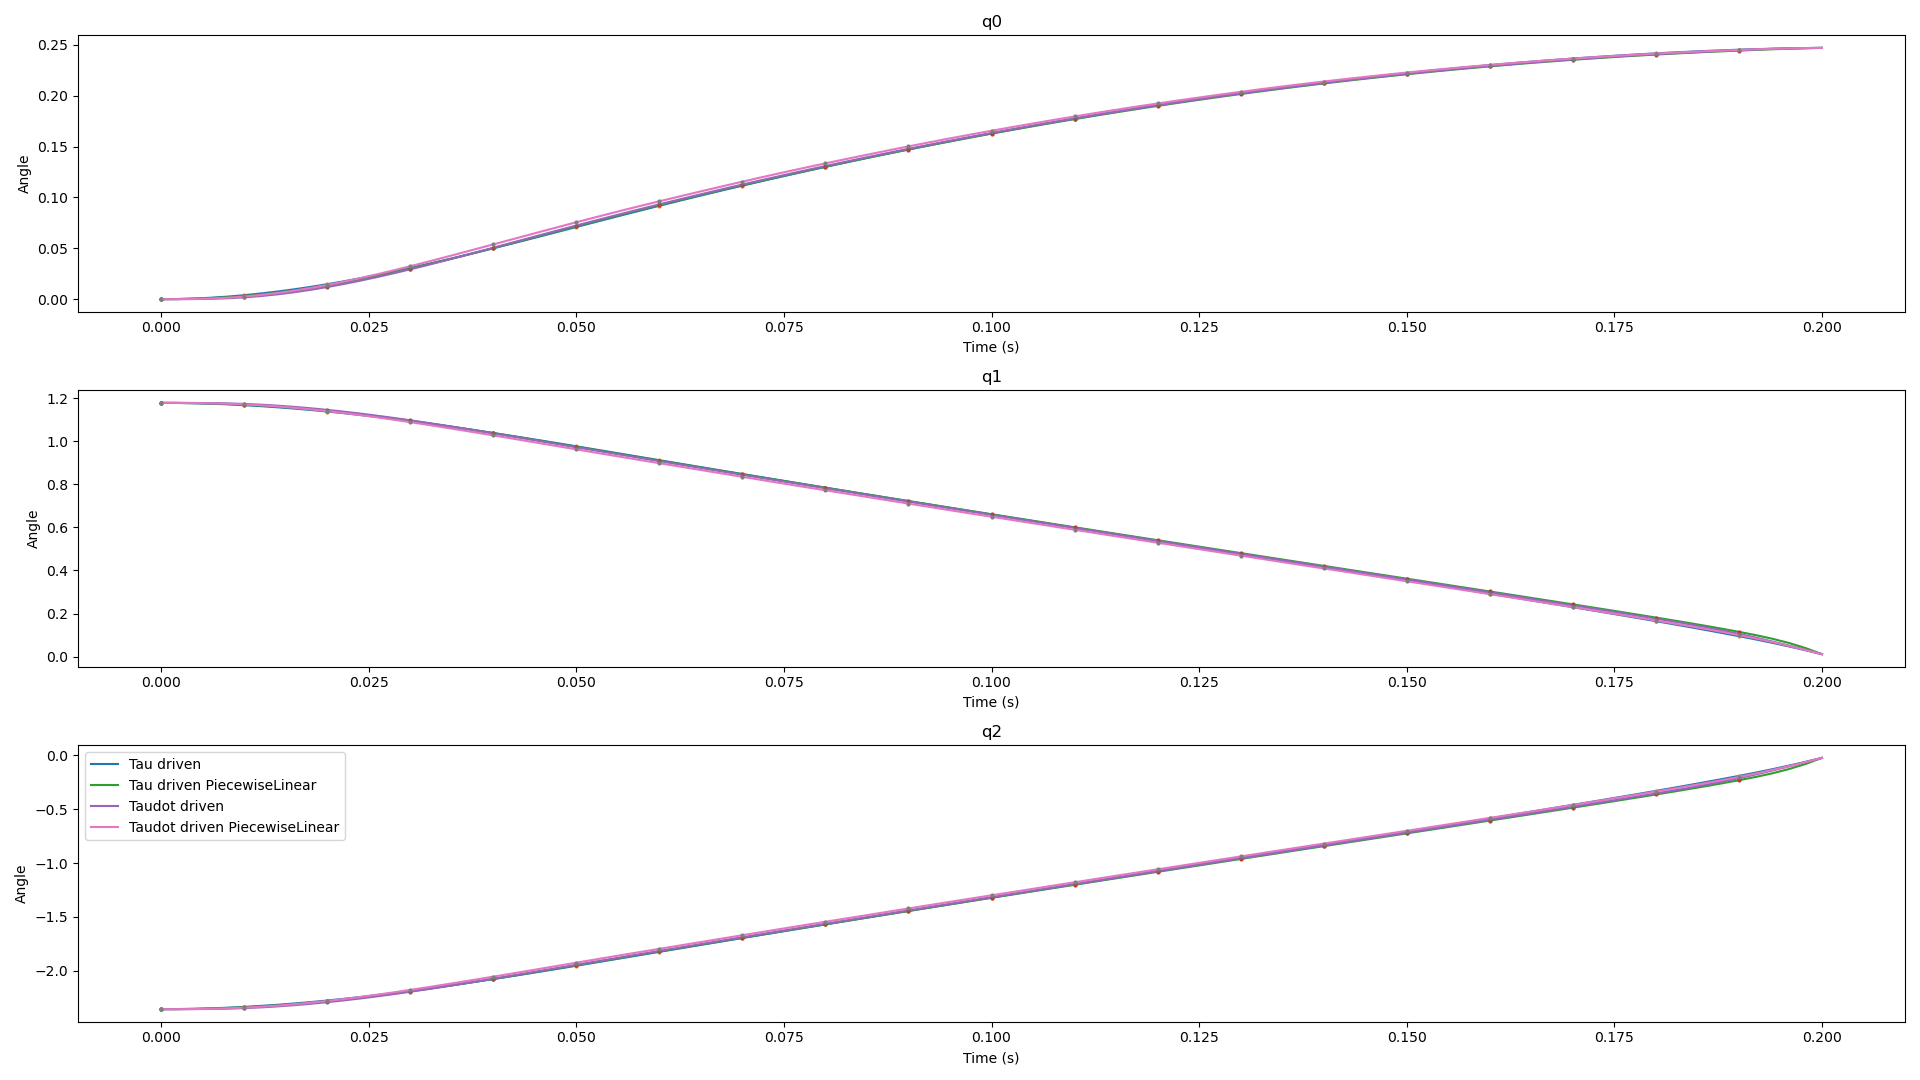 q0
0.25
0.20
0.15
0.10
0.05
0.00
Angle
0.000 0.025 0.050 0.075 0.100 0.125 0.150 0.175 0.200
Time (s)
q1
1.2
1.0
0.8
0.6
0.4
0.2
0.0
Angle
0.000 0.025 0.050 0.075 0.100 0.125 0.150 0.175 0.200
Time (s)
q2
0.0
−0.5
−1.0
−1.5
−2.0
Angle
Tau driven
Tau driven PiecewiseLinear
Taudot driven
Taudot driven PiecewiseLinear
0.000 0.025 0.050 0.075 0.100 0.125 0.150 0.175 0.200
Time (s)